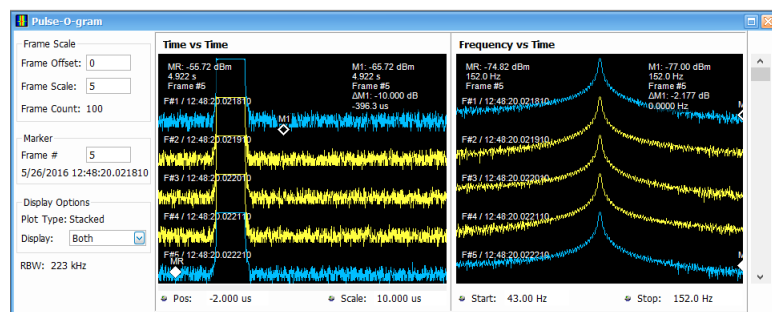 Pulse-O-gram
Frame Scale
Frame Offset: 0
Frame Scale: 5
Frame Count: 100
Marker
Frame # 5
5/26/2016 12:48:20.021810
Display Options
Plot Type: Stacked
Display: Both
RBW: 223 kHz
Time vs Time
MR: -55.72 dBm
4.922 s
Frame #5
M1: -65.72 dBm
4.922 s
Frame #5
ΔM1: -10.000 dB
-396.3 us
F#1 / 12:48:20.021810
M1
F#2 / 12:48:20.021910
F#3 / 12:48:20.022010
F#4 / 12:48:20.022110
F#5 / 12:48:20.022210
MR
Pos: -2.000 us
Scale: 10.000 us
Frequency vs Time
MR: -74.82 dBm
152.0 Hz
Frame #5
M1: -77.00 dBm
152.0 Hz
Frame #5
ΔM1: -2.177 dB
0.0000 Hz
F#1 / 12:48:20.021810
M
F#2 / 12:48:20.021910
F#3 / 12:48:20.022010
F#4 / 12:48:20.022110
F#5 / 12:48:20.022210
M
Start: 43.00 Hz
Stop: 152.0 Hz